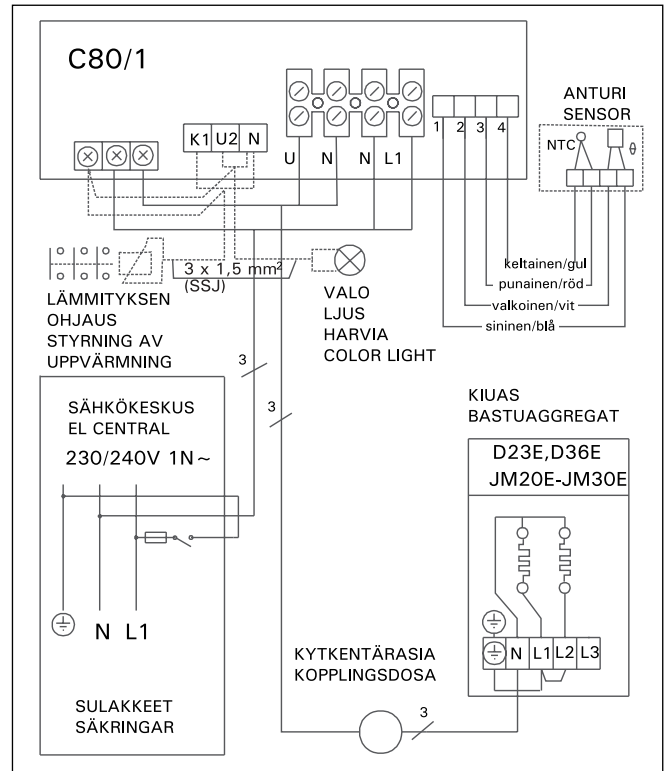 C80/1
K1 U2 N
U N N L1
1 2 3 4
ANTURI
SENSOR
NTC
θ
keltainen/gul
punainen/röd
valkoinen/vit
sininen/blå
3 x 1,5 mm²
(SSJ)
LÄMMITYKSEN
OHJAUS
STYRNING AV
UPPVÄRMNING
VALO
LJUS
HARVIA
COLOR LIGHT
3
3
SÄHKÖKESKUS
EL CENTRAL
230/240V 1N~
N L1
SULAKKEET
SÄKRINGAR
KIUAS
BASTUAGGREGAT
D23E,D36E
JM20E-JM30E
N L1 L2 L3
KYTKENTÄRASIA
KOPPLINGSDOSA
3